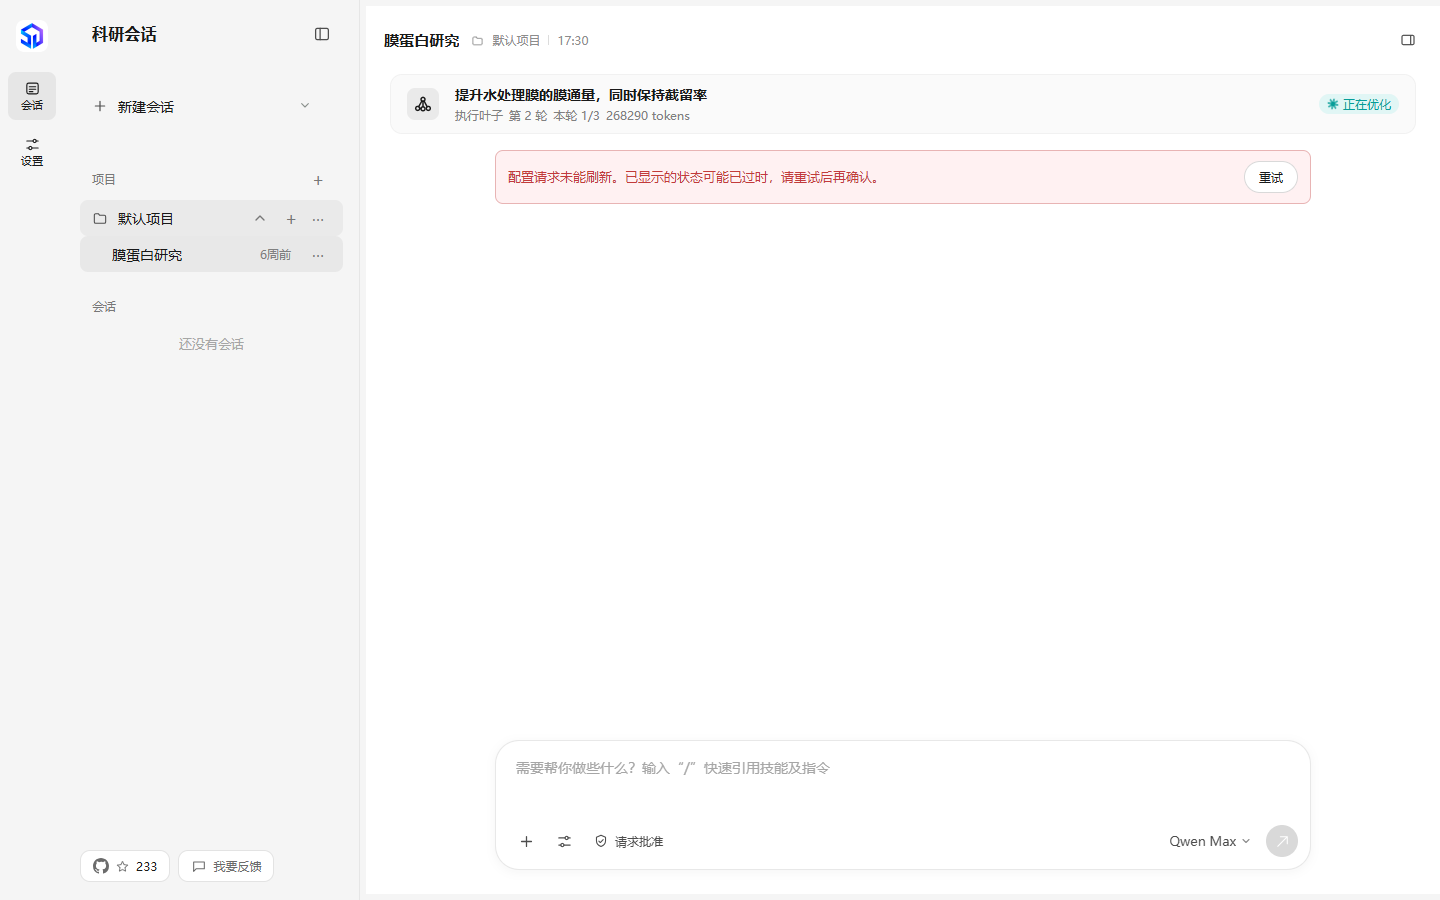 科研会话
会话
设置
新建会话
项目
默认项目
膜蛋白研究 6周前
会话
还没有会话
233 我要反馈
膜蛋白研究 默认项目 17:30
提升水处理膜的膜通量，同时保持截留率
执行叶子 第 2 轮 本轮 1/3 268290 tokens
正在优化
配置请求未能刷新。已显示的状态可能已过时，请重试后再确认。 重试
需要帮你做些什么？输入“/”快速引用技能及指令
请求批准 Qwen Max